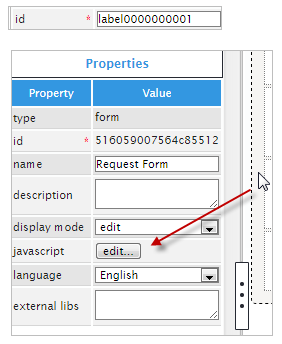 id * label0000000001
Properties
Property Value
type form
id * 516059007564c85512
name Request Form
description
display mode edit
javascript edit...
language English
external libs